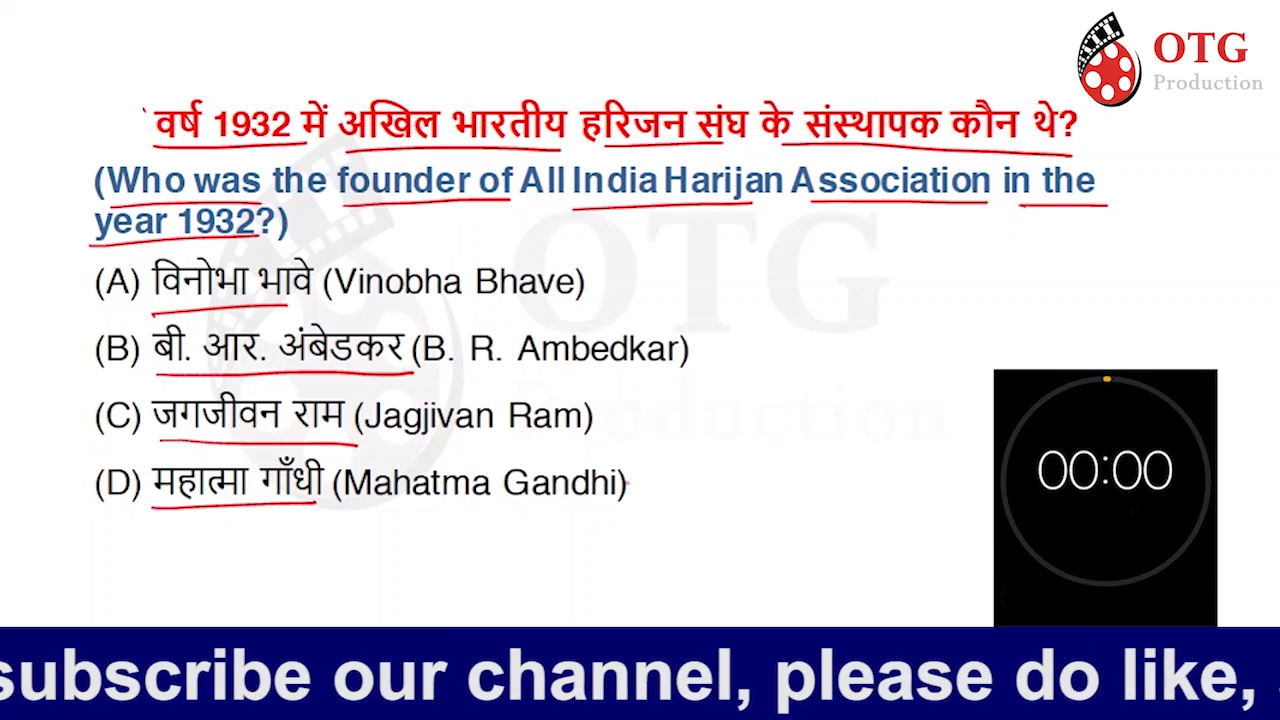 OTG
Production
वर्ष 1932 में अखिल भारतीय हरिजन संघ के संस्थापक कौन थे?
(Who was the founder of All India Harijan Association in the
year 1932?)
(A) विनोभा भावे (Vinobha Bhave)
(B) बी. आर. अंबेडकर (B. R. Ambedkar)
(C) जगजीवन राम (Jagjivan Ram)
(D) महात्मा गाँधी (Mahatma Gandhi)
OTG
Production
00:00
subscribe our channel, please do like,